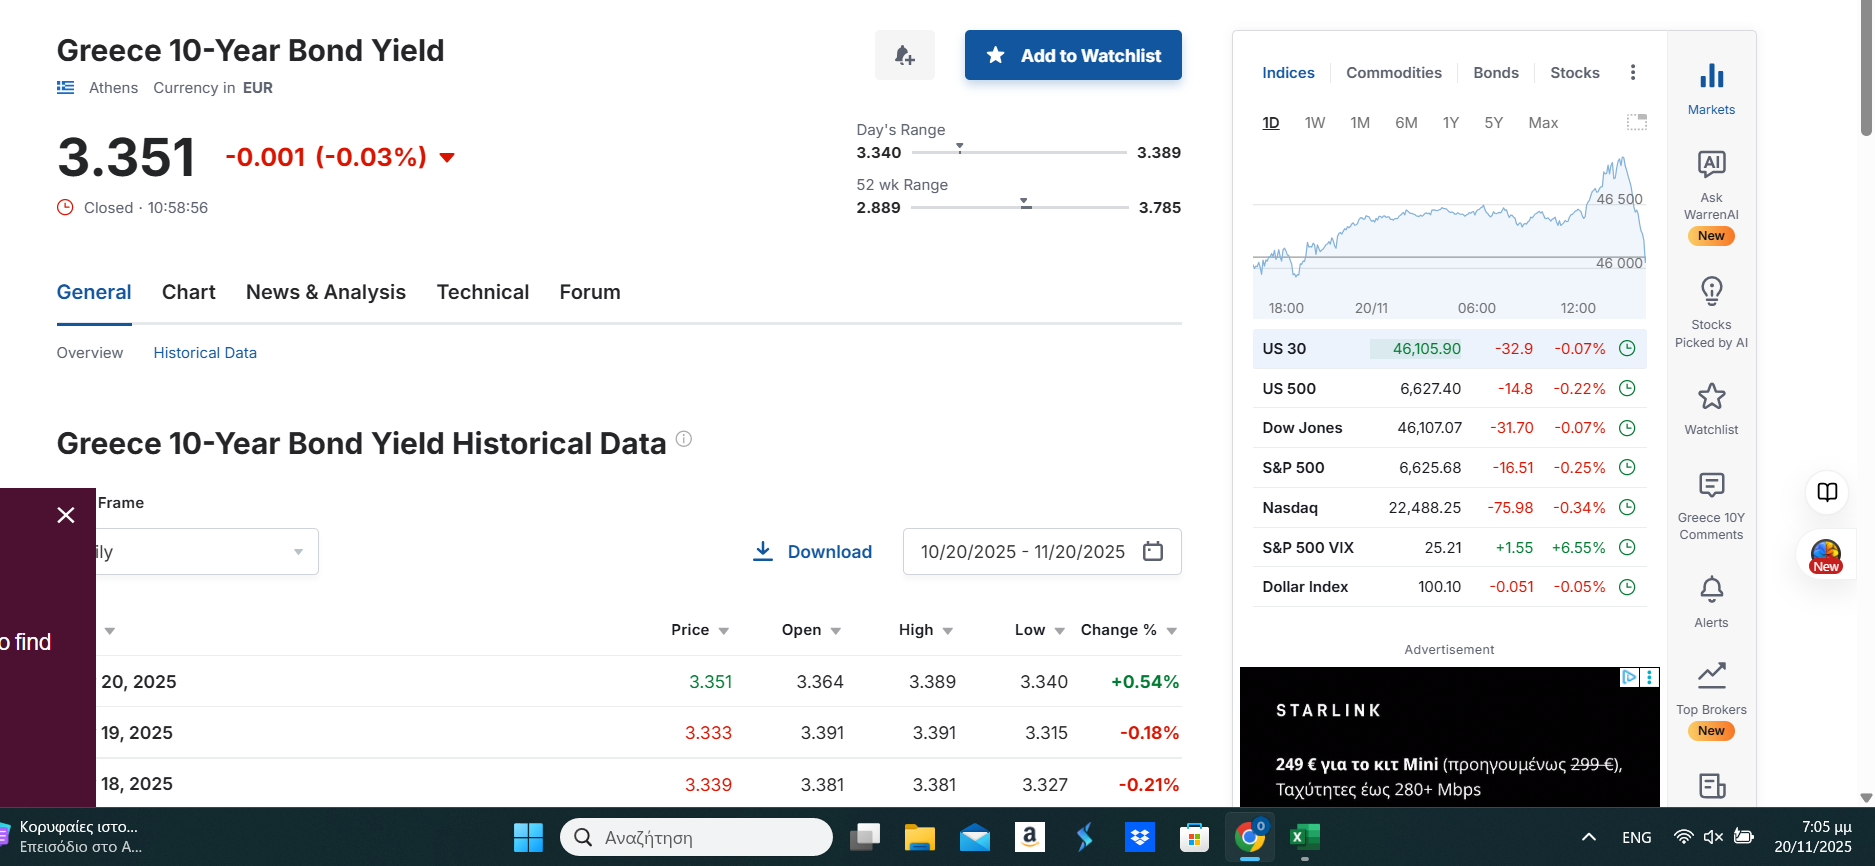 Greece 10-Year Bond Yield
Athens Currency in EUR
3.351 -0.001 (-0.03%)
Closed · 10:58:56
Add to Watchlist
Day's Range
3.340 3.389
52 wk Range
2.889 3.785
General Chart News & Analysis Technical Forum
Overview Historical Data
Greece 10-Year Bond Yield Historical Data
Frame
ily
Download
10/20/2025 - 11/20/2025
Price Open High Low Change %
20, 2025 3.351 3.364 3.389 3.340 +0.54%
19, 2025 3.333 3.391 3.391 3.315 -0.18%
18, 2025 3.339 3.381 3.381 3.327 -0.21%
o find
Indices Commodities Bonds Stocks
1D 1W 1M 6M 1Y 5Y Max
46 500
46 000
18:00 20/11 06:00 12:00
US 30 46,105.90 -32.9 -0.07%
US 500 6,627.40 -14.8 -0.22%
Dow Jones 46,107.07 -31.70 -0.07%
S&P 500 6,625.68 -16.51 -0.25%
Nasdaq 22,488.25 -75.98 -0.34%
S&P 500 VIX 25.21 +1.55 +6.55%
Dollar Index 100.10 -0.051 -0.05%
Advertisement
STARLINK
249 € για το κιτ Mini (προηγουμένως 299 €),
Ταχύτητες έως 280+ Mbps
Markets
AI
Ask
WarrenAI
New
Stocks
Picked by AI
Watchlist
Greece 10Y
Comments
Alerts
Top Brokers
New
New
Κορυφαίες ιστο...
Επεισόδιο στο Α...
Αναζήτηση
a
0
X
ENG
7:05 μμ
20/11/2025